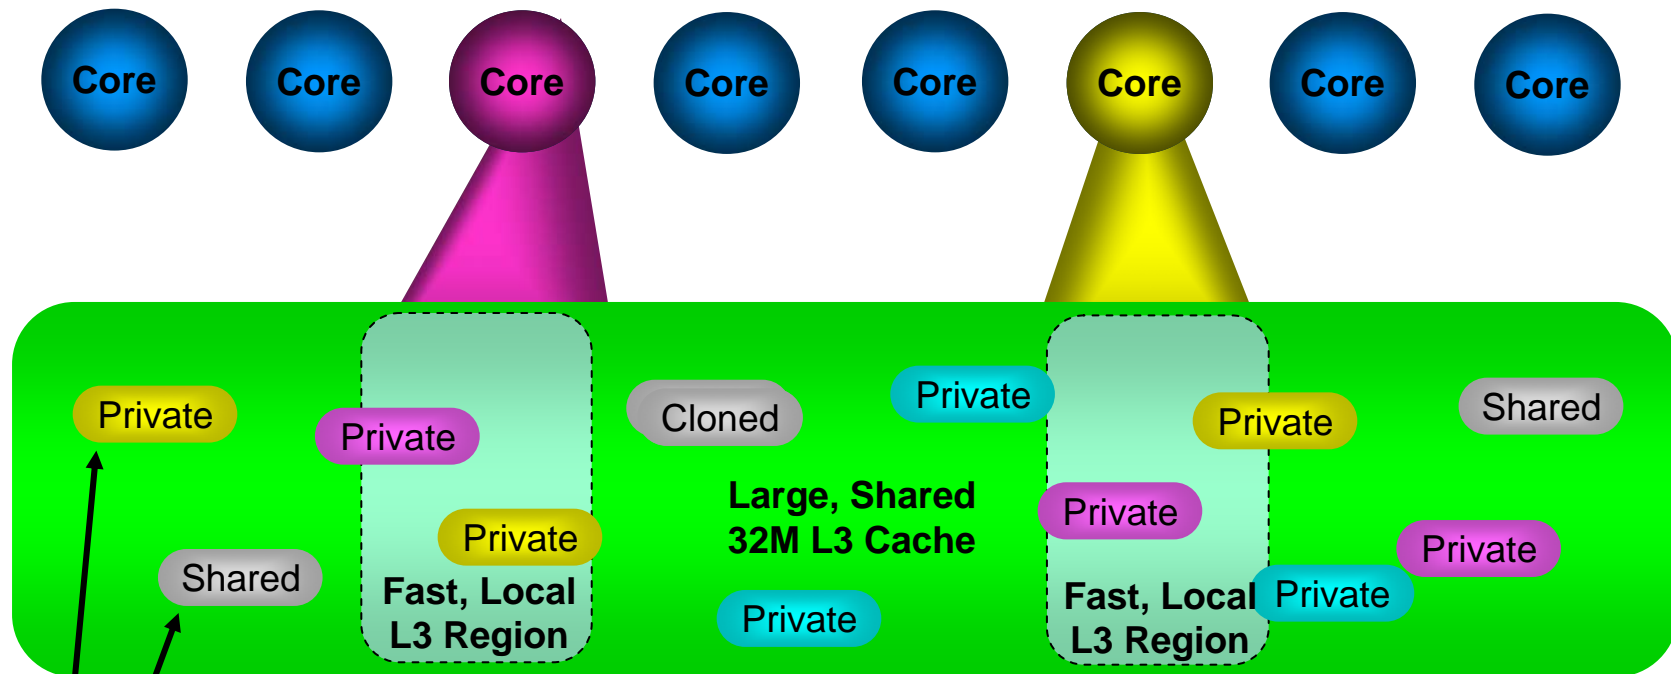 Core Core Core Core Core Core Core Core
Private
Private
Cloned
Private
Private
Shared
Large, Shared
32M L3 Cache
Private
Private
Private
Shared
Fast, Local
L3 Region
Private
Fast, Local
L3 Region
Private